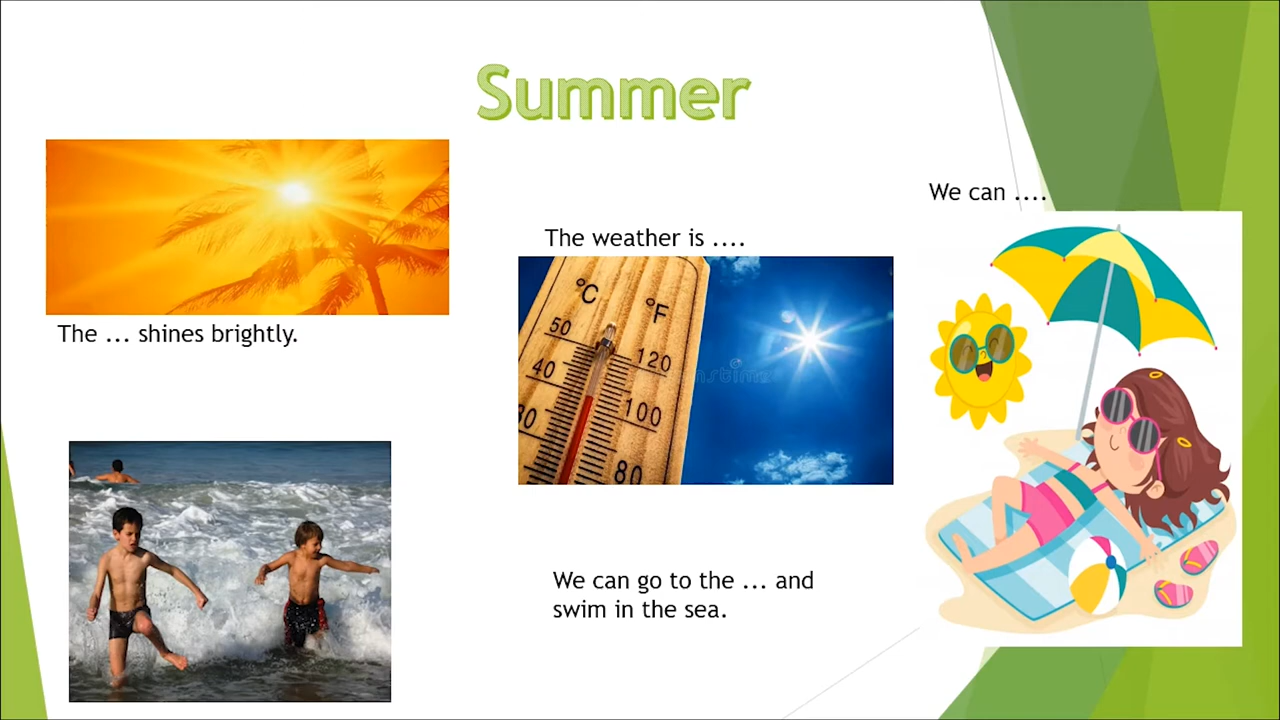 Summer
We can ....
The weather is ....
°C
°F
50
120
40
100
30
80
The ... shines brightly.
We can go to the ... and
swim in the sea.